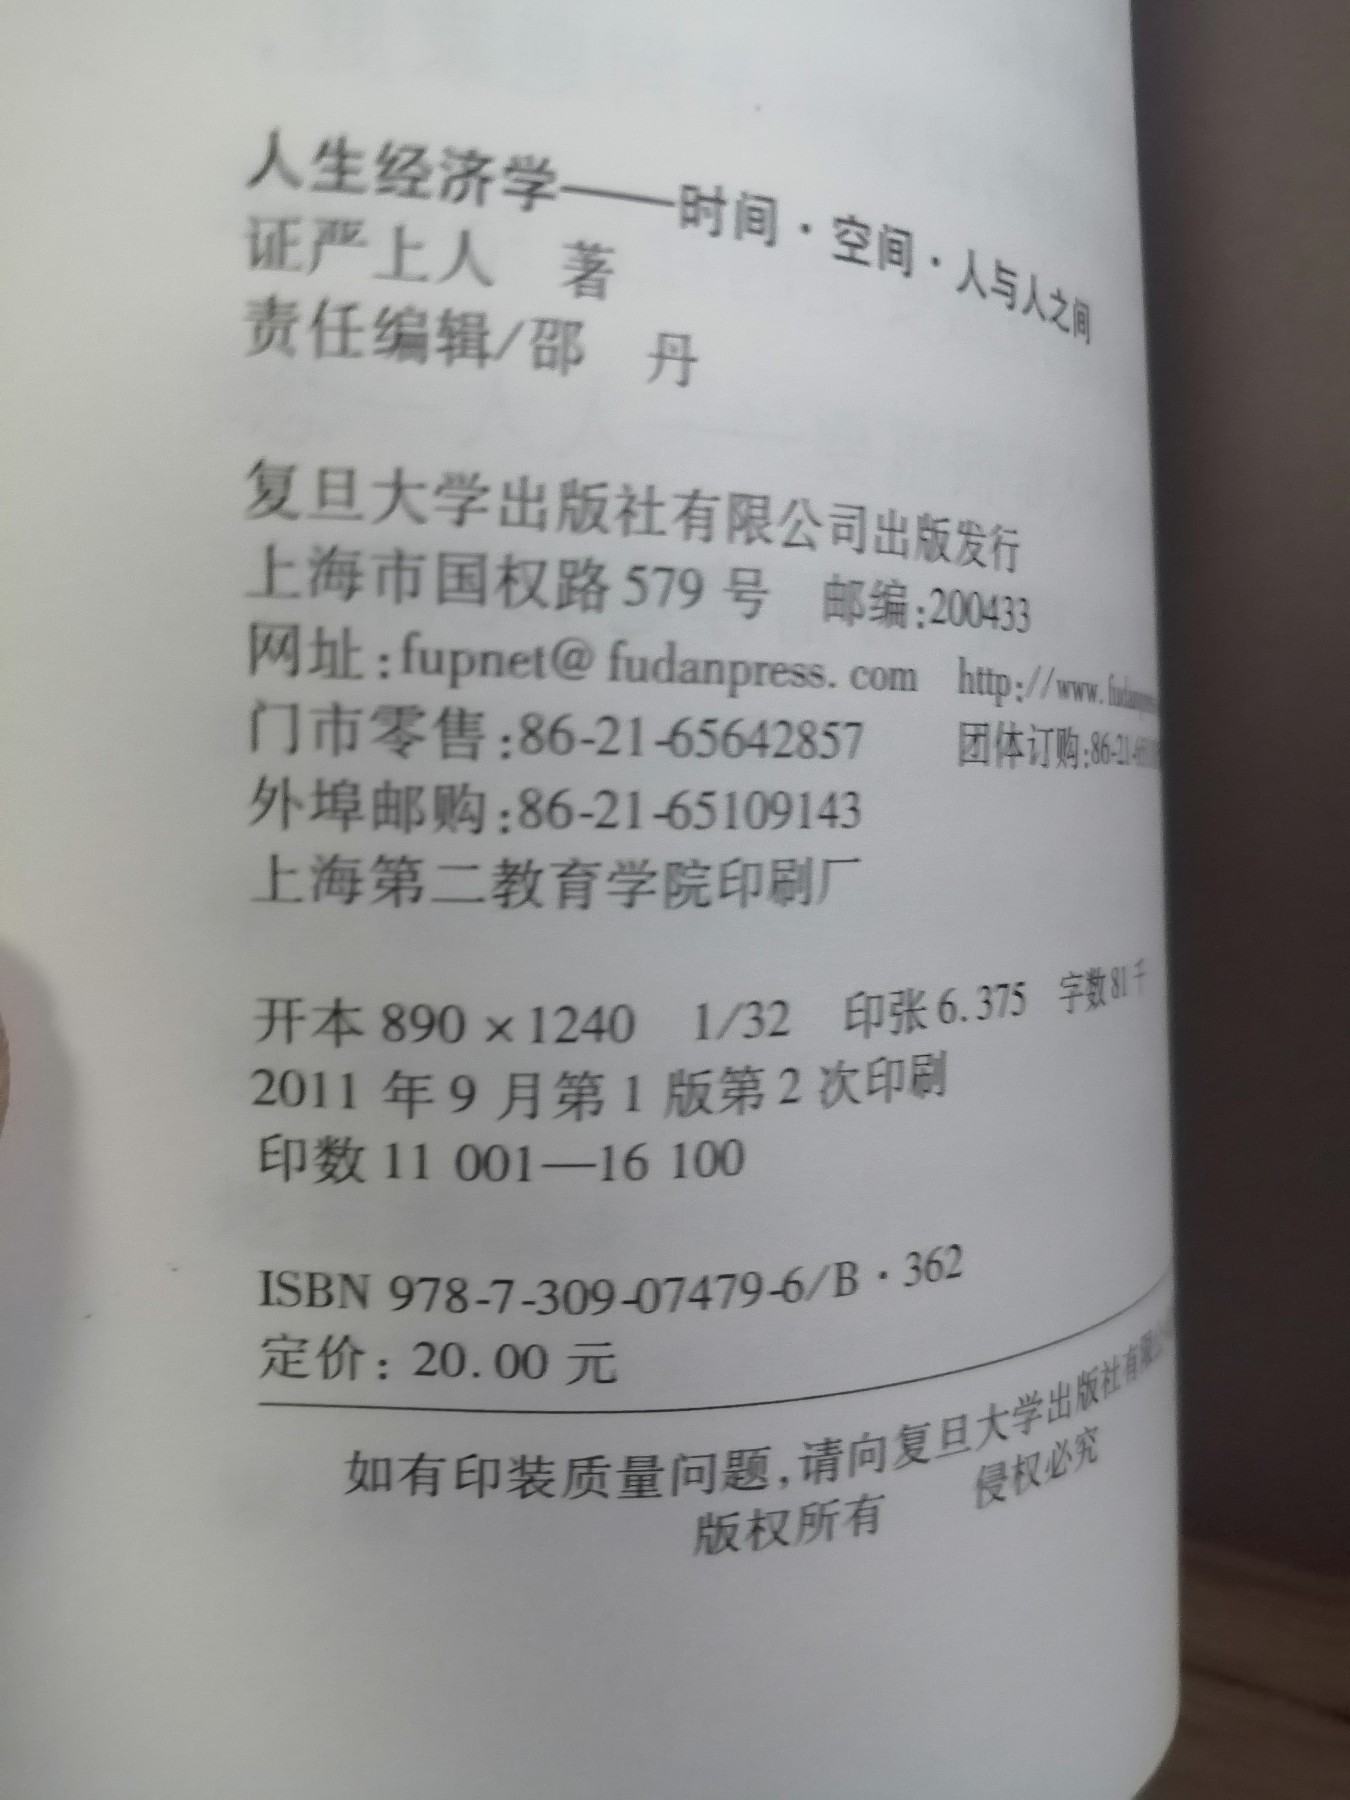 人生经济学——时间·空间·人与人之间
证严上人 著
责任编辑/邵 丹
复旦大学出版社有限公司出版发行
上海市国权路579号 邮编:200433
网址:fupnet@fudanpress.com http://www.
门市零售:86-21-65642857 团体订购:86-21-
外埠邮购:86-21-65109143
上海第二教育学院印刷厂
开本 890×1240 1/32 印张 6.375 字数 81 千
2011年9月第1版第2次印刷
印数 11 001—16 100
ISBN 978-7-309-07479-6/B·362
定价: 20.00 元
如有印装质量问题,请向复旦大学出版社有限
版权所有 侵权必究